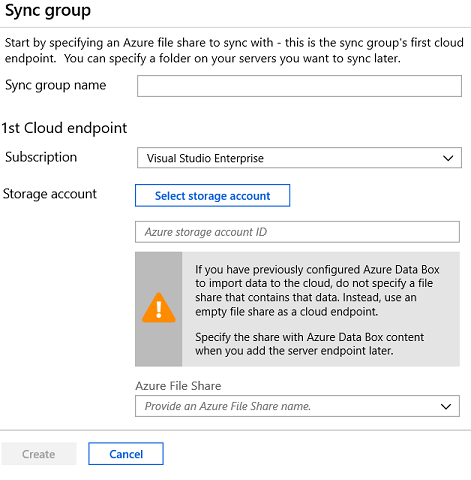 Sync group
Start by specifying an Azure file share to sync with - this is the sync group's first cloud
endpoint. You can specify a folder on your servers you want to sync later.
Sync group name
1st Cloud endpoint
Subscription
Visual Studio Enterprise
Storage account
Select storage account
Azure storage account ID
If you have previously configured Azure Data Box
to import data to the cloud, do not specify a file
share that contains that data. Instead, use an
empty file share as a cloud endpoint.
Specify the share with Azure Data Box content
when you add the server endpoint later.
Azure File Share
Provide an Azure File Share name.
Create
Cancel